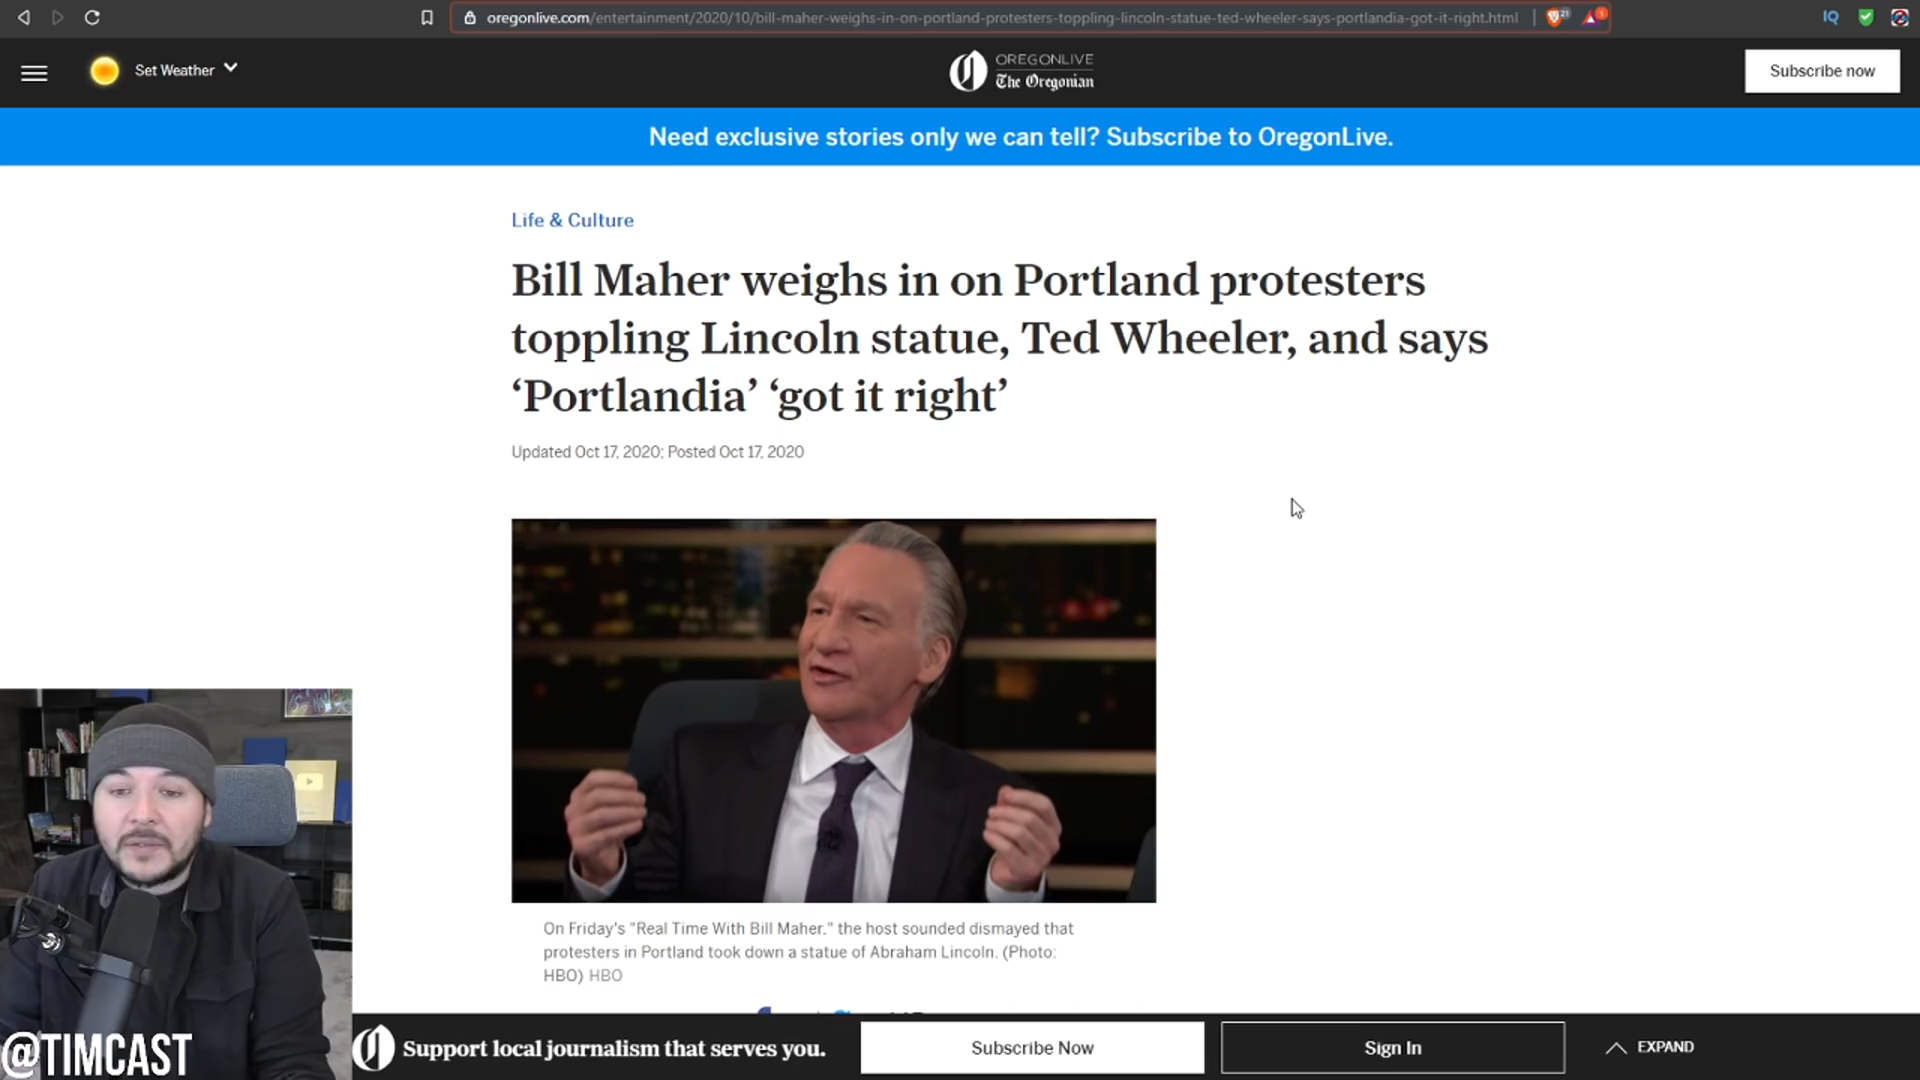 oregonlive.com/entertainment/2020/10/bill-maher-weighs-in-on-portland-protesters-toppling-lincoln-statue-ted-wheeler-says-portlandia-got-it-right.html
IQ
Set Weather
OREGONLIVE
The Oregonian
Subscribe now
Need exclusive stories only we can tell? Subscribe to OregonLive.
Life & Culture
Bill Maher weighs in on Portland protesters
toppling Lincoln statue, Ted Wheeler, and says
‘Portlandia’ ‘got it right’
Updated Oct 17, 2020; Posted Oct 17, 2020
On Friday's "Real Time With Bill Maher." the host sounded dismayed that
protesters in Portland took down a statue of Abraham Lincoln. (Photo:
HBO) HBO
@TIMCAST
Support local journalism that serves you.
Subscribe Now
Sign In
EXPAND